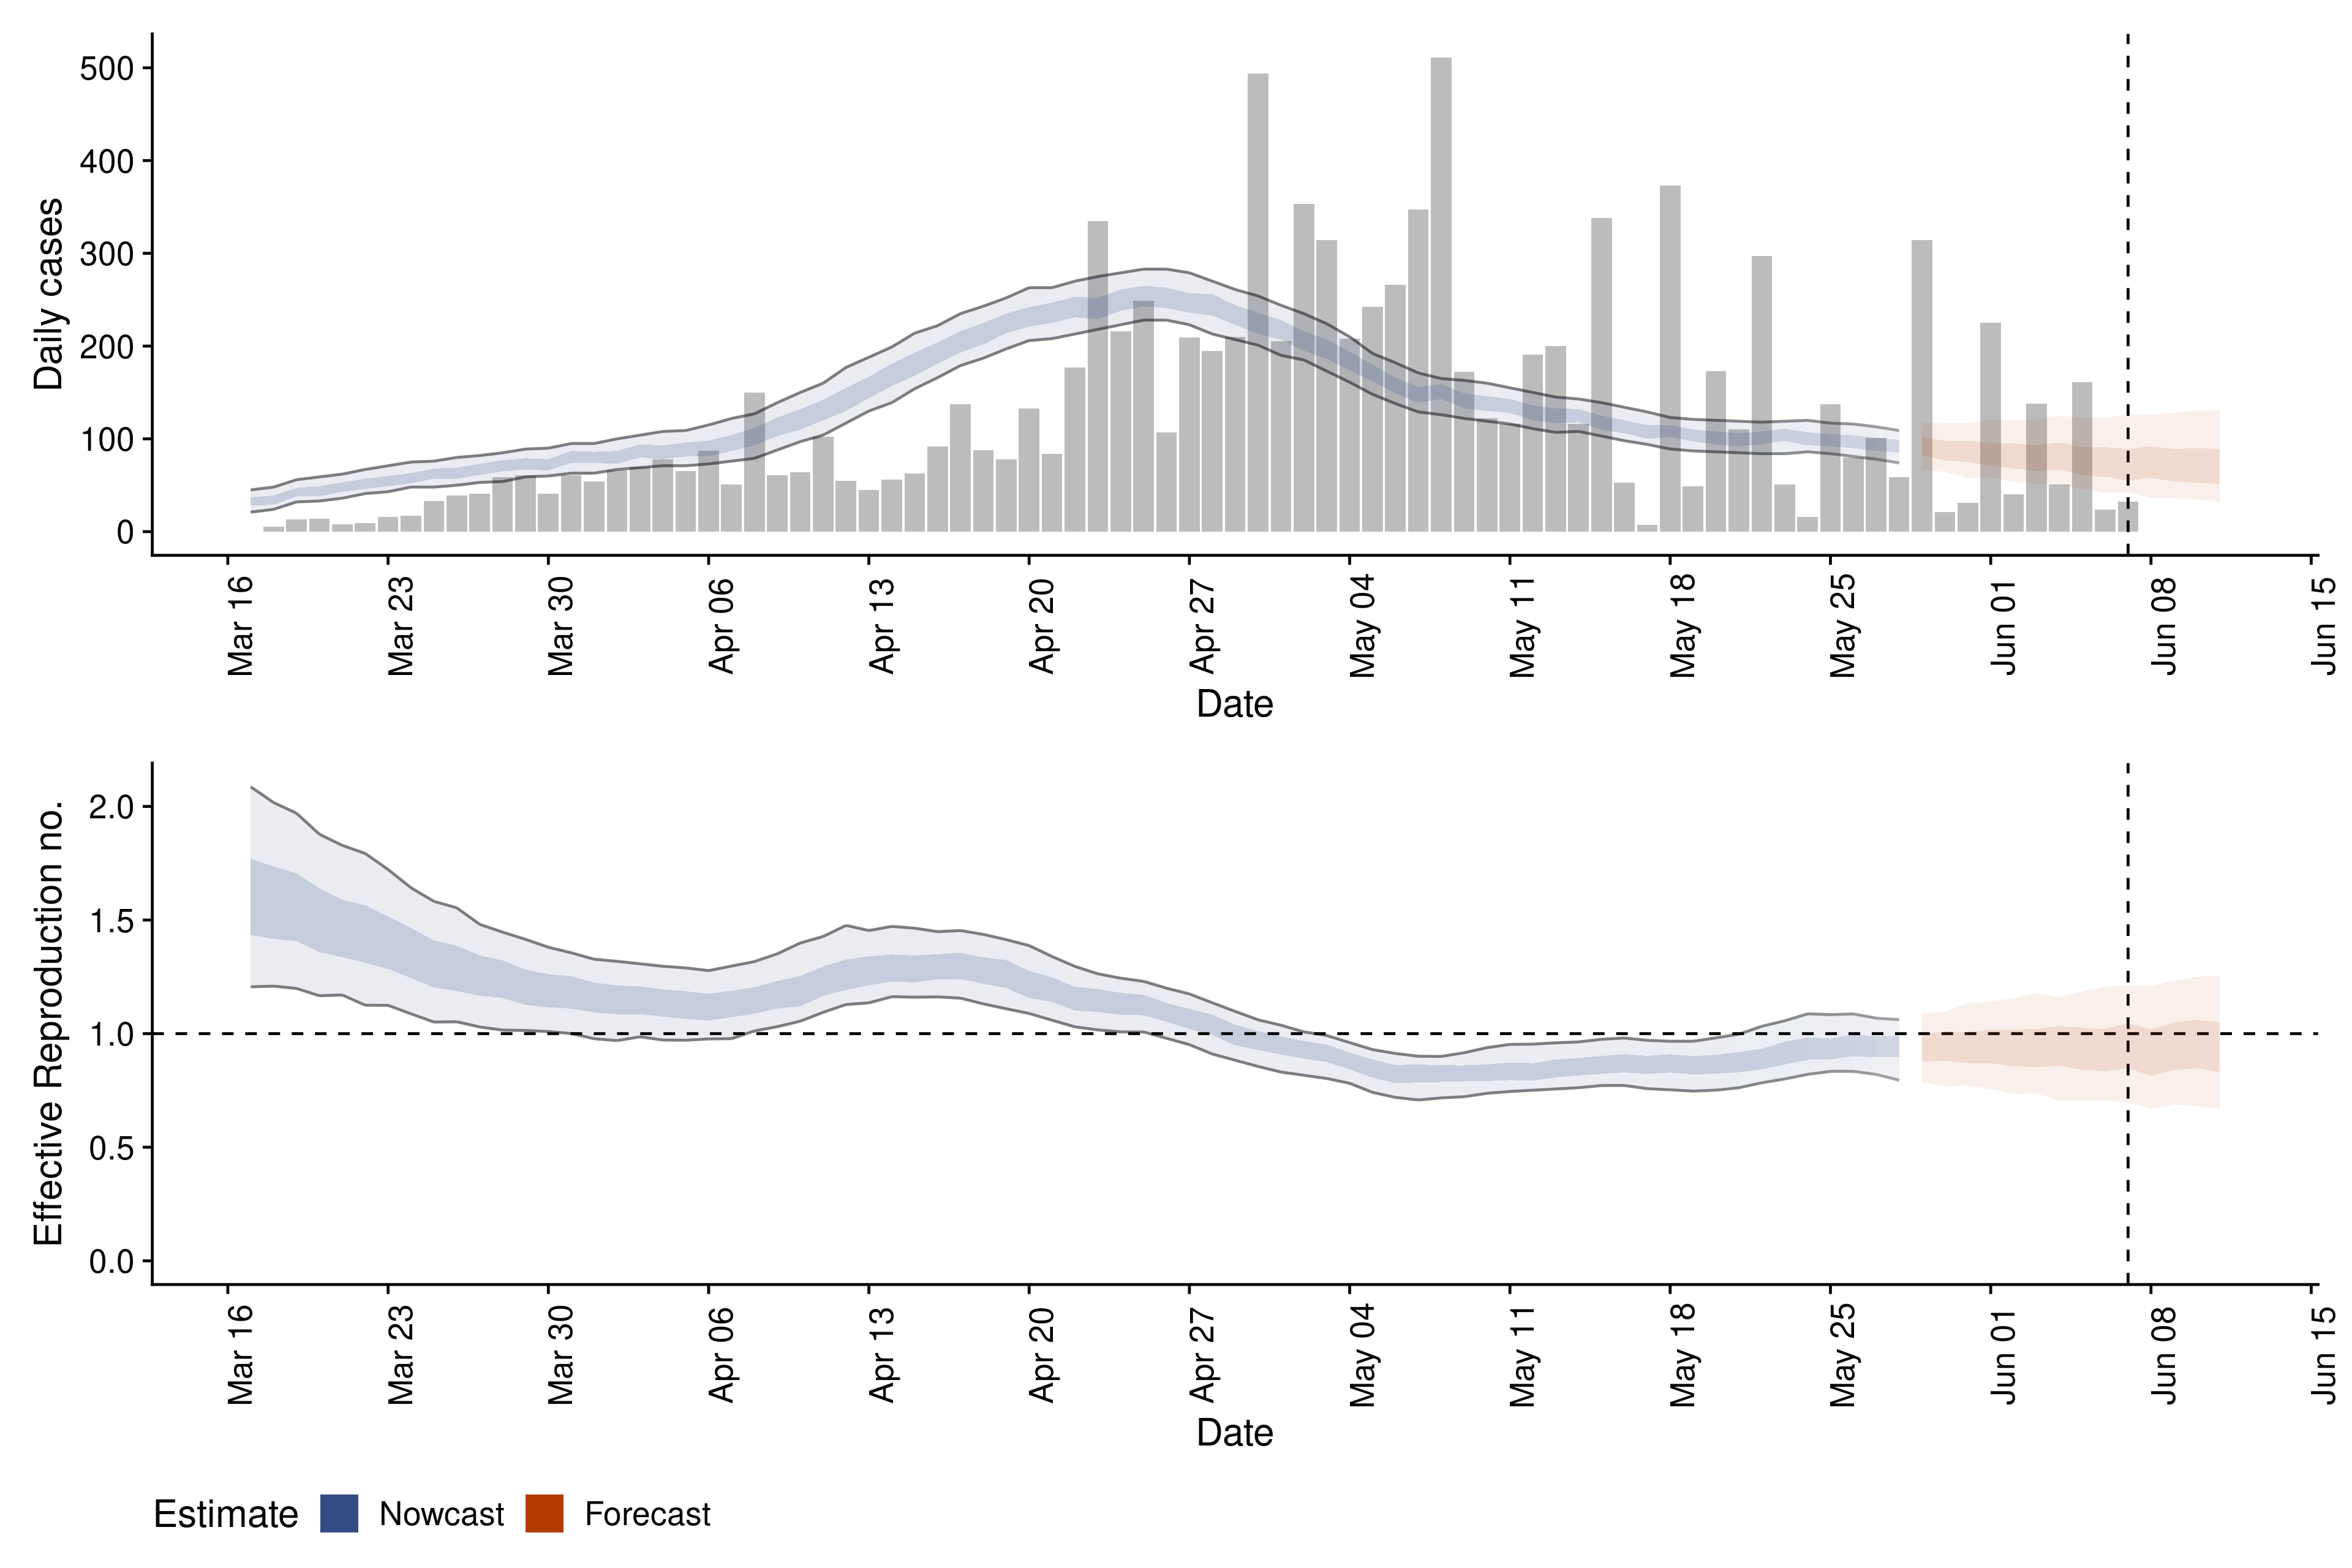 Daily cases
500
400
300
200
100
0
Mar 16
Mar 23
Mar 30
Apr 06
Apr 13
Apr 20
Apr 27
May 04
May 11
May 18
May 25
Jun 01
Jun 08
Jun 15
Date
Effective Reproduction no.
2.0
1.5
1.0
0.5
0.0
Mar 16
Mar 23
Mar 30
Apr 06
Apr 13
Apr 20
Apr 27
May 04
May 11
May 18
May 25
Jun 01
Jun 08
Jun 15
Date
Estimate Nowcast Forecast